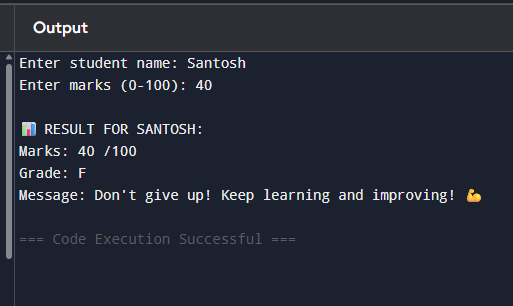 Output
Enter student name: Santosh
Enter marks (0-100): 40
📊 RESULT FOR SANTOSH:
Marks: 40 /100
Grade: F
Message: Don't give up! Keep learning and improving! 💪
=== Code Execution Successful ===